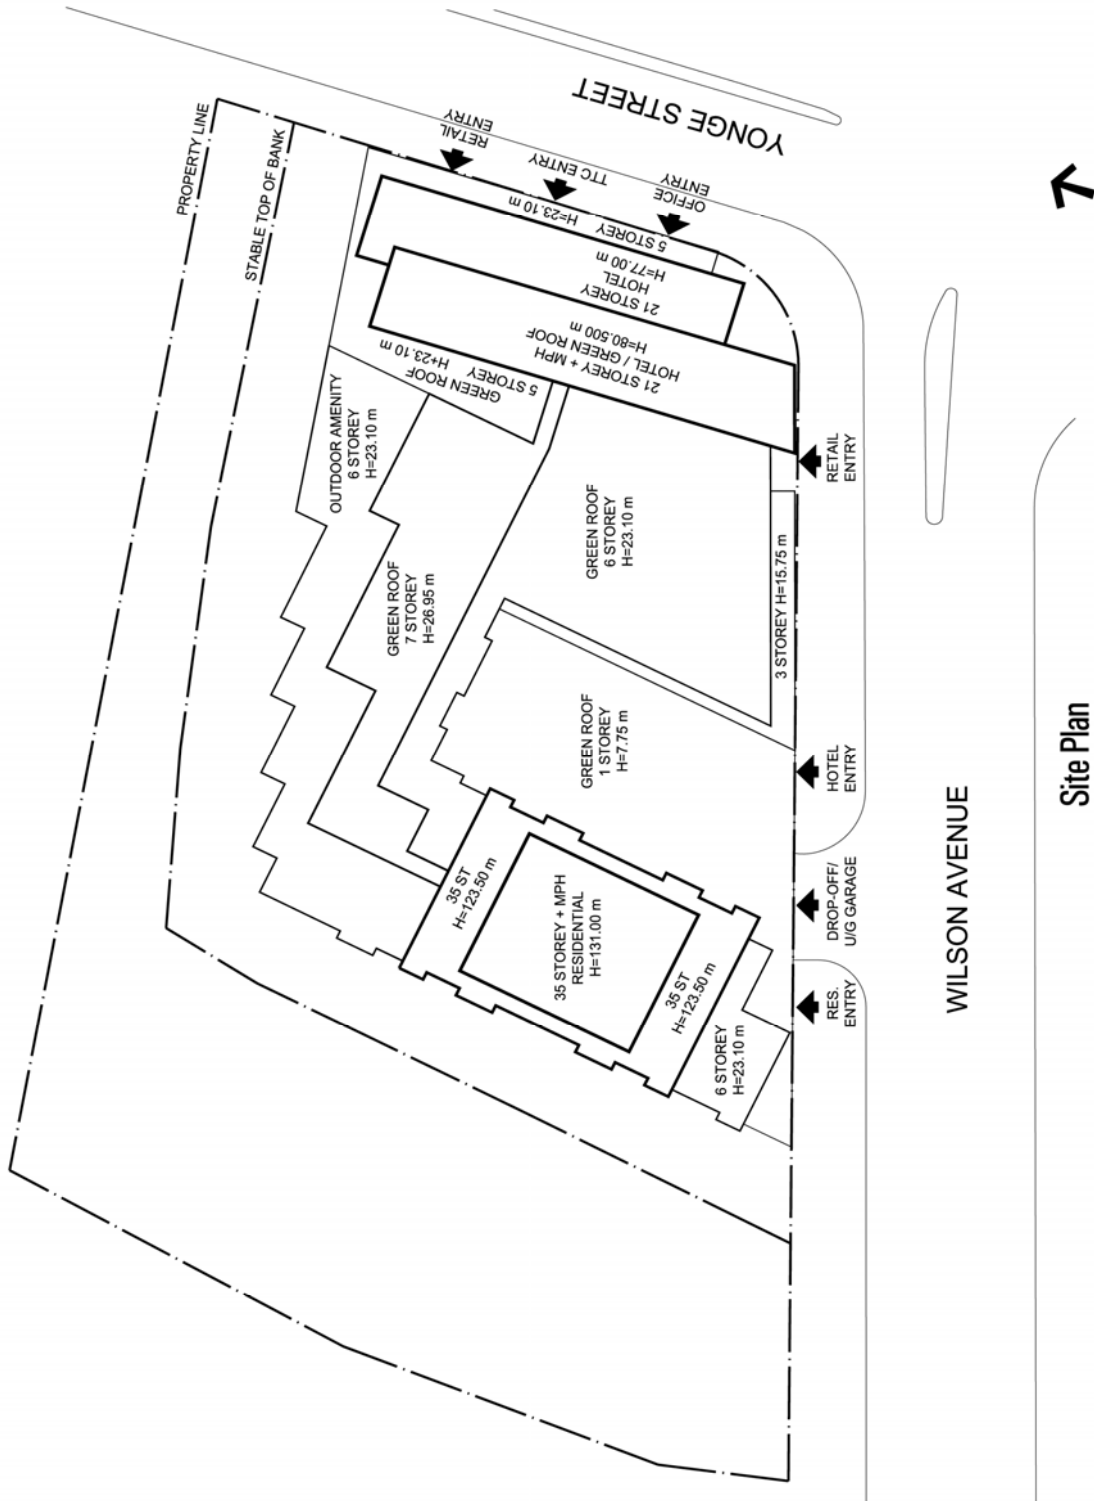 YONGE STREET
PROPERTY LINE
STABLE TOP OF BANK
RETAIL
ENTRY
TTC ENTRY
OFFICE
ENTRY
5 STOREY H=23.10 m
21 STOREY
HOTEL
H=77.00 m
21 STOREY + MPH
HOTEL / GREEN ROOF
H=80.500 m
GREEN ROOF
5 STOREY H+23.10 m
OUTDOOR AMENITY
6 STOREY
H=23.10 m
GREEN ROOF
7 STOREY
H=26.95 m
GREEN ROOF
6 STOREY
H=23.10 m
3 STOREY H=15.75 m
GREEN ROOF
1 STOREY
H=7.75 m
35 ST
H=123.50 m
35 STOREY + MPH
RESIDENTIAL
H=131.00 m
35 ST
H=123.50 m
6 STOREY
H=23.10 m
RETAIL
ENTRY
HOTEL
ENTRY
DROP-OFF/
U/G GARAGE
RES.
ENTRY
WILSON AVENUE
Site Plan